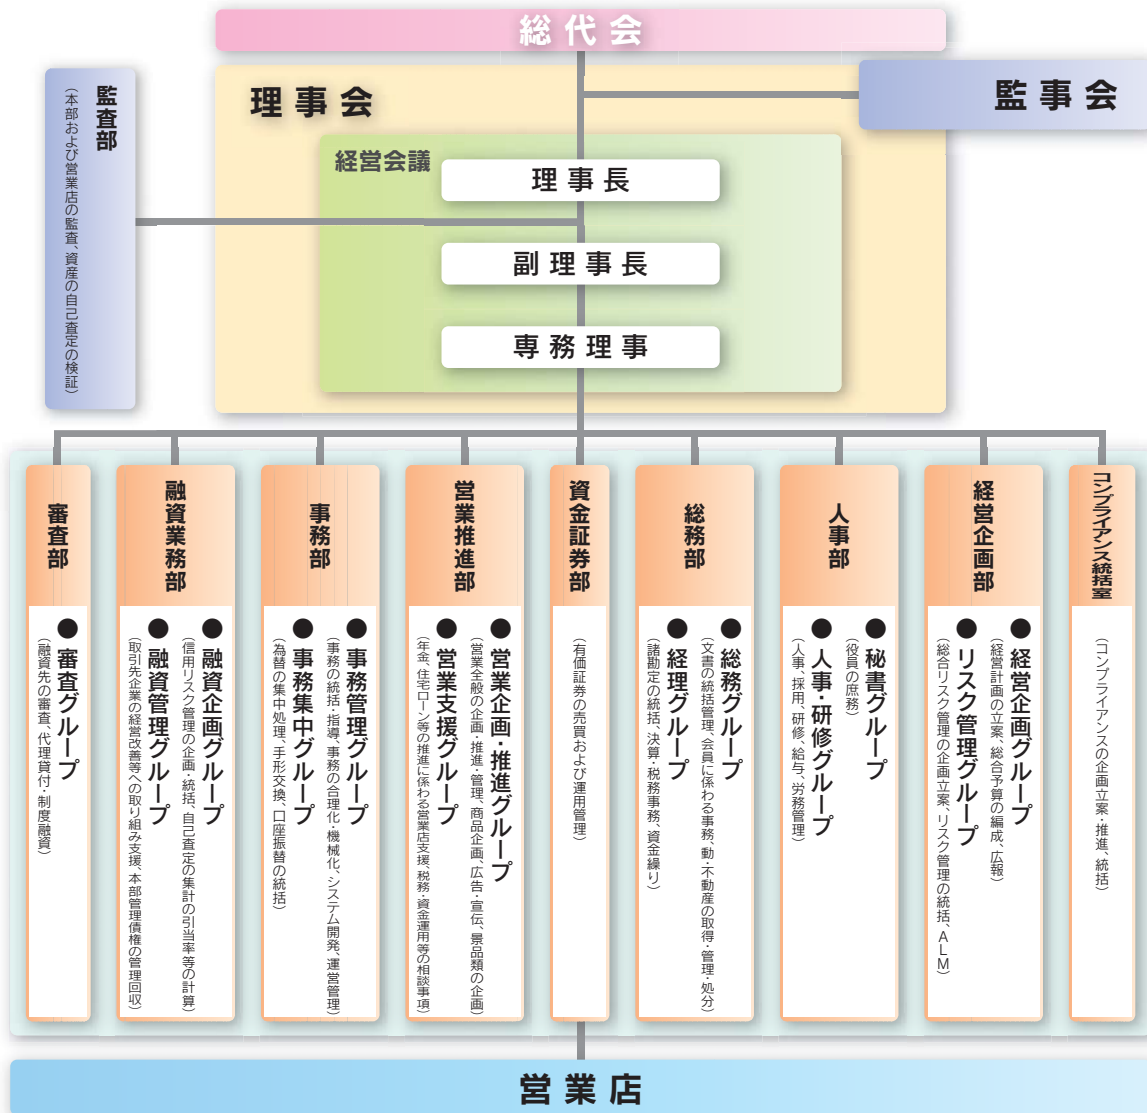 総代会
監事会
理事会
経営会議
理事長
副理事長
専務理事
監査部
(本部および営業店の監査、資産の自己査定の検証)
コンプライアンス統括室
(コンプライアンスの企画立案・推進、統括)
経営企画部
●経営企画グループ
(経営計画の立案、総合予算の編成、広報)
●リスク管理グループ
(総合リスク管理の企画立案、リスク管理の統括、ALM)
人事部
●秘書グループ
(役員の庶務)
●人事・研修グループ
(人事、採用、研修、給与、労務管理)
総務部
●総務グループ
(文書の統括管理、会員に係わる事務、動・不動産の取得・管理・処分)
●経理グループ
(諸勘定の統括、決算・税務事務、資金繰り)
資金証券部
(有価証券の売買および運用管理)
営業推進部
●営業企画・推進グループ
(営業全般の企画・推進・管理、商品企画、広告・宣伝、景品類の企画)
●営業支援グループ
(年金、住宅ローン等の推進に係わる営業店支援、税務・資金運用等の相談事項)
事務部
●事務管理グループ
(事務の統括・指導、事務の合理化・機械化、システム開発、運営管理)
●事務集中グループ
(為替の集中処理、手形交換、口座振替の統括)
融資業務部
●融資企画グループ
(信用リスク管理の企画・統括、自己査定の集計の引当率等の計算)
●融資管理グループ
(取引先企業の経営改善等への取り組み支援、本部管理債権の管理回収)
審査部
●審査グループ
(融資先の審査、代理貸付・制度融資)
営業店